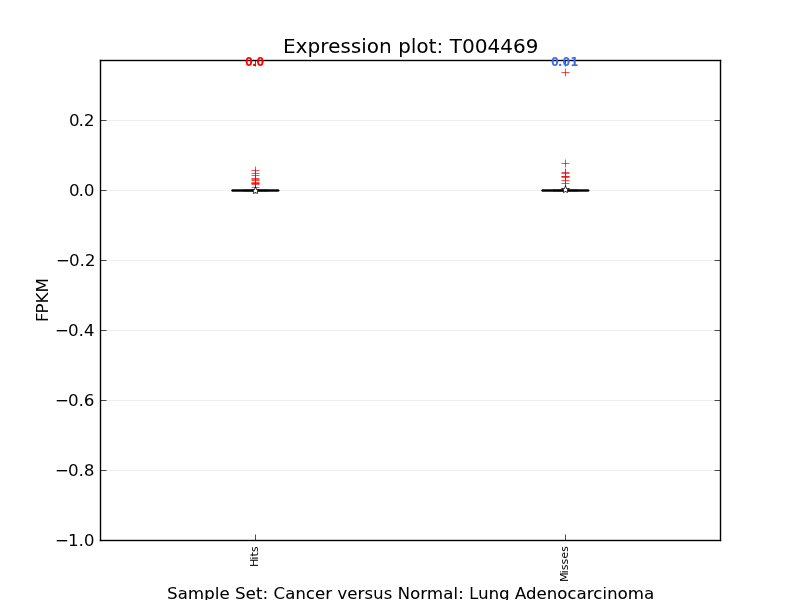 Expression plot: T004469
0.0
0.01
0.2
0.0
−0.2
−0.4
−0.6
−0.8
−1.0
FPKM
Hits
Misses
Sample Set: Cancer versus Normal: Lung Adenocarcinoma